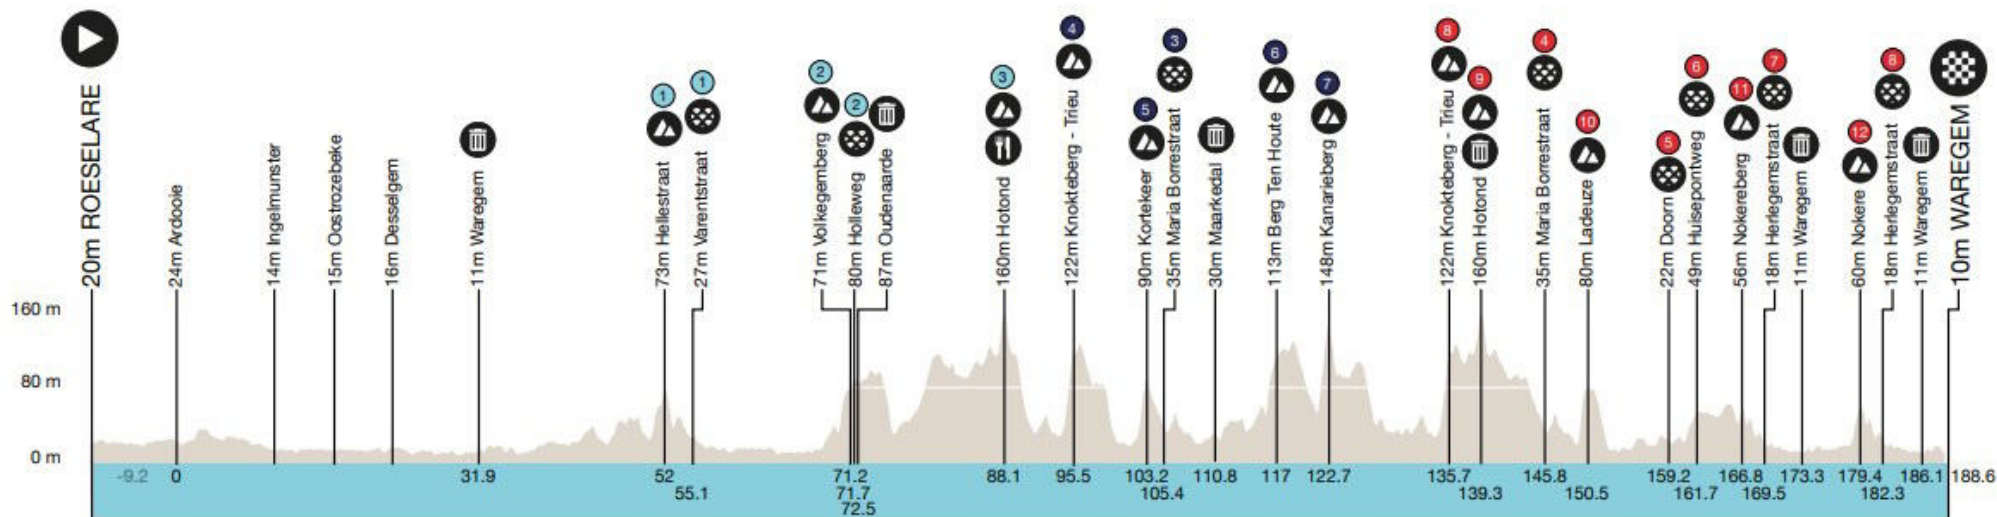 1
1
2
2
3
4
5
3
6
7
8
9
4
10
5
6
11
7
12
8
20m ROESELARE
24m Ardooie
14m Ingelmunster
15m Oostrozebeke
16m Desselgem
11m Waregem
73m Hellestraat
27m Varentstraat
71m Volkegemberg
80m Holleweg
87m Oudenaarde
160m Hotond
122m Knokteberg - Trieu
90m Kortekeer
35m Maria Borrestraat
30m Maarkedal
113m Berg Ten Houte
148m Kanarieberg
122m Knokteberg - Trieu
160m Hotond
35m Maria Borrestraat
80m Ladeuze
22m Doorn
49m Huisepontweg
56m Nokereberg
18m Herlegemstraat
11m Waregem
60m Nokere
18m Herlegemstraat
11m Waregem
10m WAREGEM
160 m
80 m
0 m
-9.2 0 31.9 52 71.2 88.1 95.5 103.2 110.8 117 122.7 135.7 145.8 159.2 166.8 173.3 179.4 186.1 188.6
55.1 71.7 105.4 139.3 150.5 161.7 169.5 182.3
72.5